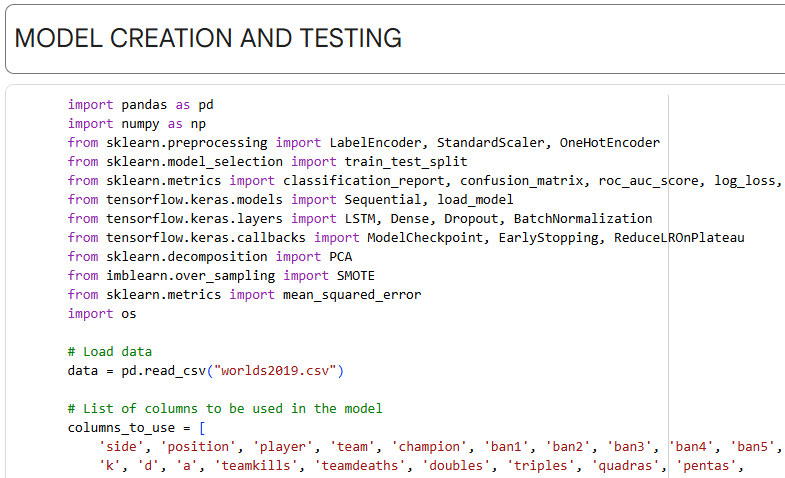 MODEL CREATION AND TESTING
import pandas as pd
import numpy as np
from sklearn.preprocessing import LabelEncoder, StandardScaler, OneHotEncoder
from sklearn.model_selection import train_test_split
from sklearn.metrics import classification_report, confusion_matrix, roc_auc_score, log_loss,
from tensorflow.keras.models import Sequential, load_model
from tensorflow.keras.layers import LSTM, Dense, Dropout, BatchNormalization
from tensorflow.keras.callbacks import ModelCheckpoint, EarlyStopping, ReduceLROnPlateau
from sklearn.decomposition import PCA
from imblearn.over_sampling import SMOTE
from sklearn.metrics import mean_squared_error
import os
# Load data
data = pd.read_csv("worlds2019.csv")
# List of columns to be used in the model
columns_to_use = [
'side', 'position', 'player', 'team', 'champion', 'ban1', 'ban2', 'ban3', 'ban4', 'ban5',
'k', 'd', 'a', 'teamkills', 'teamdeaths', 'doubles', 'triples', 'quadras', 'pentas',